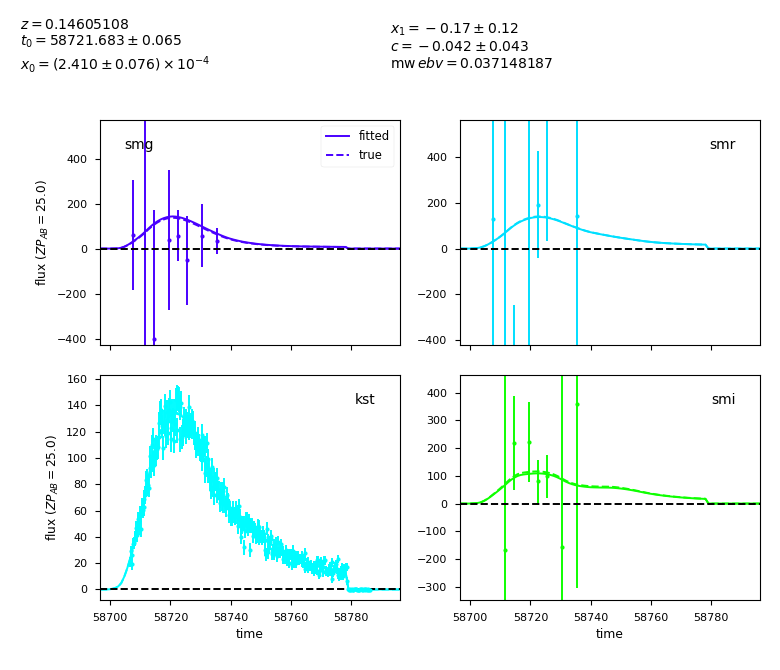 z = 0.14605108
t₀ = 58721.683 ± 0.065
x₀ = (2.410 ± 0.076) × 10⁻⁴
x₁ = −0.17 ± 0.12
c = −0.042 ± 0.043
mw ebv = 0.037148187
smg
fitted
true
400
200
0
−200
−400
flux (ZP_AB = 25.0)
smr
400
200
0
−200
−400
kst
160
140
120
100
80
60
40
20
0
flux (ZP_AB = 25.0)
58700 58720 58740 58760 58780
time
smi
400
300
200
100
0
−100
−200
−300
58700 58720 58740 58760 58780
time